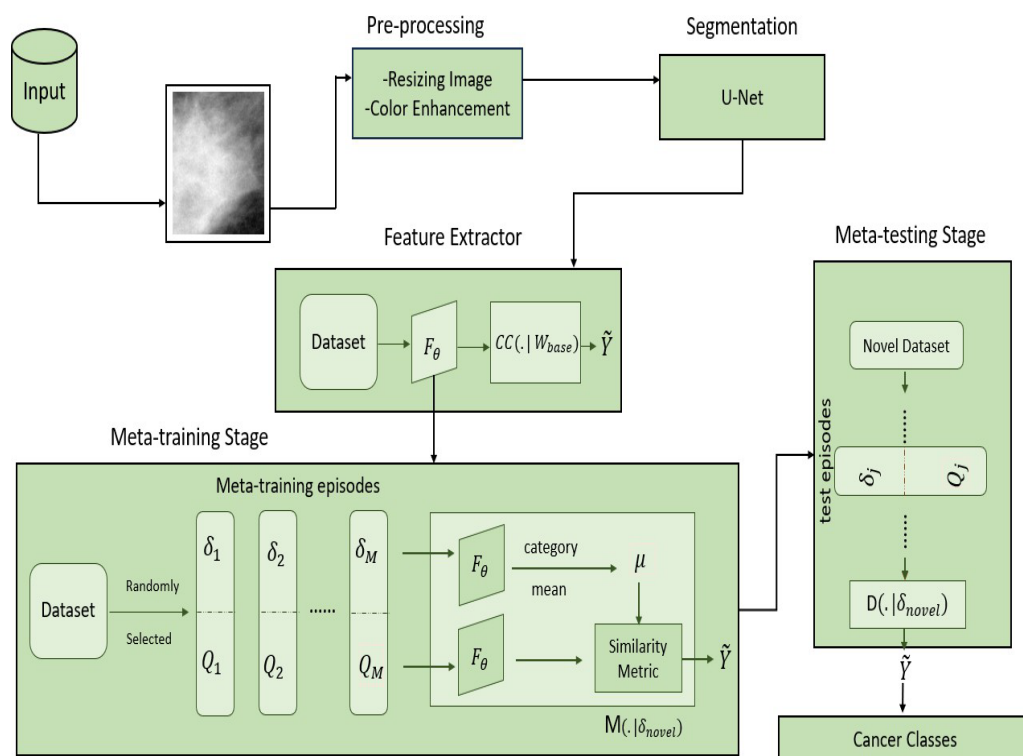 Input
Pre-processing
-Resizing Image
-Color Enhancement
Segmentation
U-Net
Feature Extractor
Dataset
F_θ
CC(.|W_base)
Ỹ
Meta-training Stage
Meta-training episodes
Dataset
Randomly
Selected
δ_1
Q_1
δ_2
Q_2
......
δ_M
Q_M
F_θ
category
mean
μ
F_θ
Similarity
Metric
Ỹ
M(.|δ_novel)
Meta-testing Stage
Novel Dataset
test episodes
......
δ_j
Q_j
......
D(.|δ_novel)
Ỹ
Cancer Classes